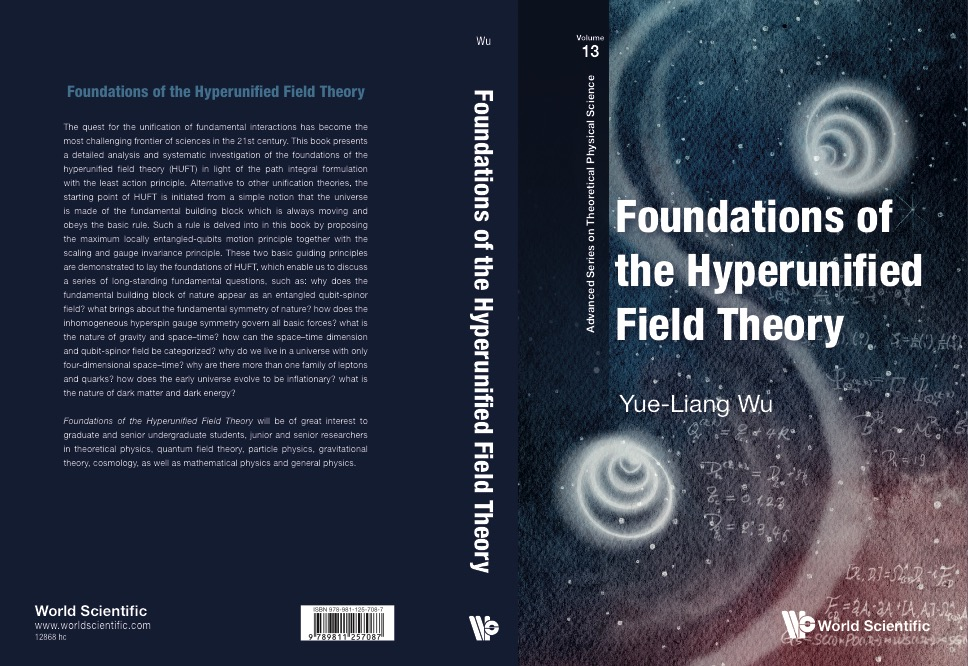 Foundations of the Hyperunified Field Theory
The quest for the unification of fundamental interactions has become the
most challenging frontier of sciences in the 21st century. This book presents
a detailed analysis and systematic investigation of the foundations of the
hyperunified field theory (HUFT) in light of the path integral formulation
with the least action principle. Alternative to other unification theories, the
starting point of HUFT is initiated from a simple notion that the universe
is made of the fundamental building block which is always moving and
obeys the basic rule. Such a rule is delved into in this book by proposing
the maximum locally entangled-qubits motion principle together with the
scaling and gauge invariance principle. These two basic guiding principles
are demonstrated to lay the foundations of HUFT, which enable us to discuss
a series of long-standing fundamental questions, such as: why does the
fundamental building block of nature appear as an entangled qubit-spinor
field? what brings about the fundamental symmetry of nature? how does the
inhomogeneous hyperspin gauge symmetry govern all basic forces? what is
the nature of gravity and space–time? how can the space–time dimension
and qubit-spinor field be categorized? why do we live in a universe with only
four-dimensional space–time? why are there more than one family of leptons
and quarks? how does the early universe evolve to be inflationary? what is
the nature of dark matter and dark energy?
Foundations of the Hyperunified Field Theory will be of great interest to
graduate and senior undergraduate students, junior and senior researchers
in theoretical physics, quantum field theory, particle physics, gravitational
theory, cosmology, as well as mathematical physics and general physics.
World Scientific
www.worldscientific.com
12868 hc
ISBN 978-981-125-708-7
9 789811 257087
Wu
Foundations of the Hyperunified Field Theory
Volume
13
Advanced Series on Theoretical Physical Science
Foundations of
the Hyperunified
Field Theory
Yue-Liang Wu
World Scientific